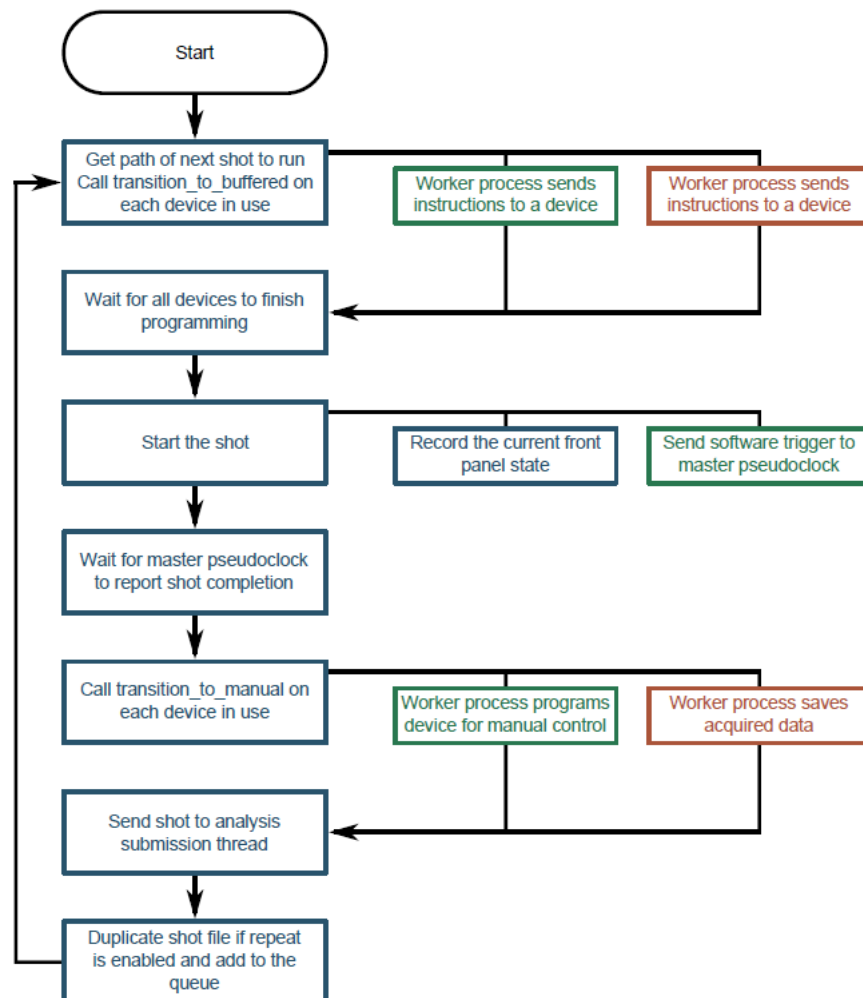 Start
Get path of next shot to run
Call transition_to_buffered on
each device in use
Worker process sends
instructions to a device
Worker process sends
instructions to a device
Wait for all devices to finish
programming
Start the shot
Record the current front
panel state
Send software trigger to
master pseudoclock
Wait for master pseudoclock
to report shot completion
Call transition_to_manual on
each device in use
Worker process programs
device for manual control
Worker process saves
acquired data
Send shot to analysis
submission thread
Duplicate shot file if repeat
is enabled and add to the
queue